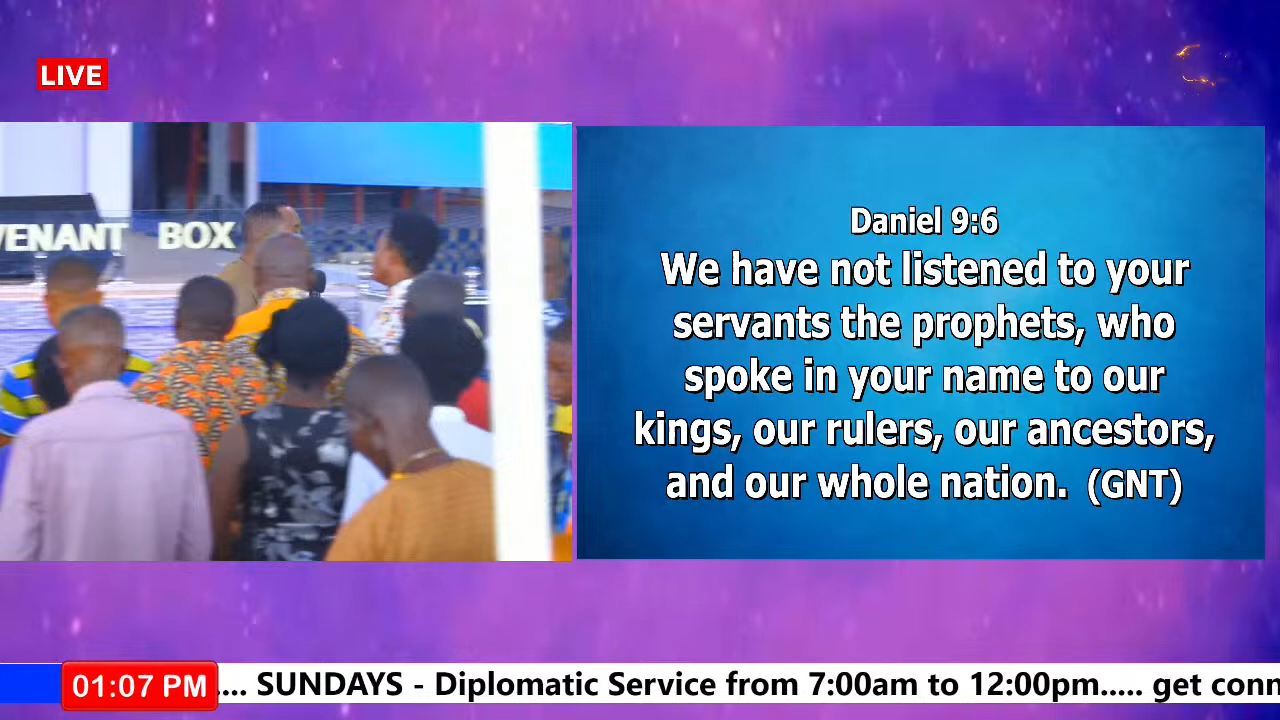 LIVE
VENANT BOX
Daniel 9:6
We have not listened to your
servants the prophets, who
spoke in your name to our
kings, our rulers, our ancestors,
and our whole nation. (GNT)
01:07 PM
.... SUNDAYS - Diplomatic Service from 7:00am to 12:00pm..... get conn